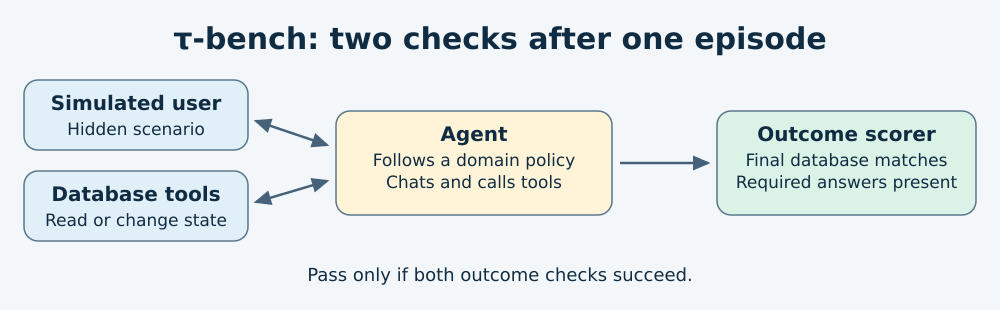 τ-bench: two checks after one episode
Simulated user
Hidden scenario
Database tools
Read or change state
Agent
Follows a domain policy
Chats and calls tools
Outcome scorer
Final database matches
Required answers present
Pass only if both outcome checks succeed.